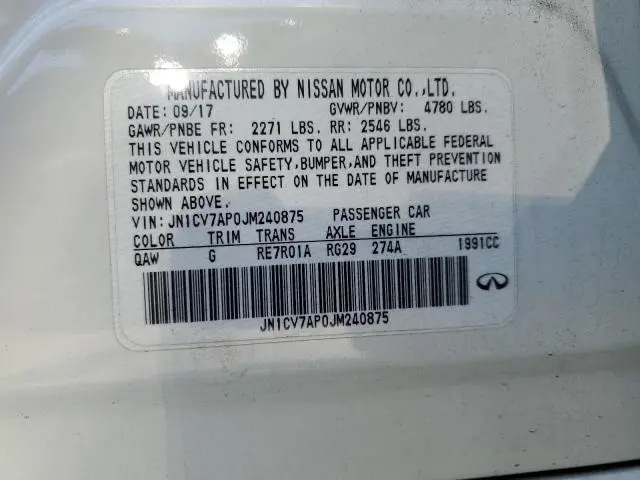 MANUFACTURED BY NISSAN MOTOR CO.,LTD.
DATE: 09/17 GVWR/PNBV: 4780 LBS.
GAWR/PNBE FR: 2271 LBS. RR: 2546 LBS.
THIS VEHICLE CONFORMS TO ALL APPLICABLE FEDERAL
MOTOR VEHICLE SAFETY,BUMPER,AND THEFT PREVENTION
STANDARDS IN EFFECT ON THE DATE OF MANUFACTURE
SHOWN ABOVE.
VIN: JN1CV7AP0JM240875 PASSENGER CAR
COLOR TRIM TRANS AXLE ENGINE
QAW G RE7R01A RG29 274A 1991CC
JN1CV7AP0JM240875